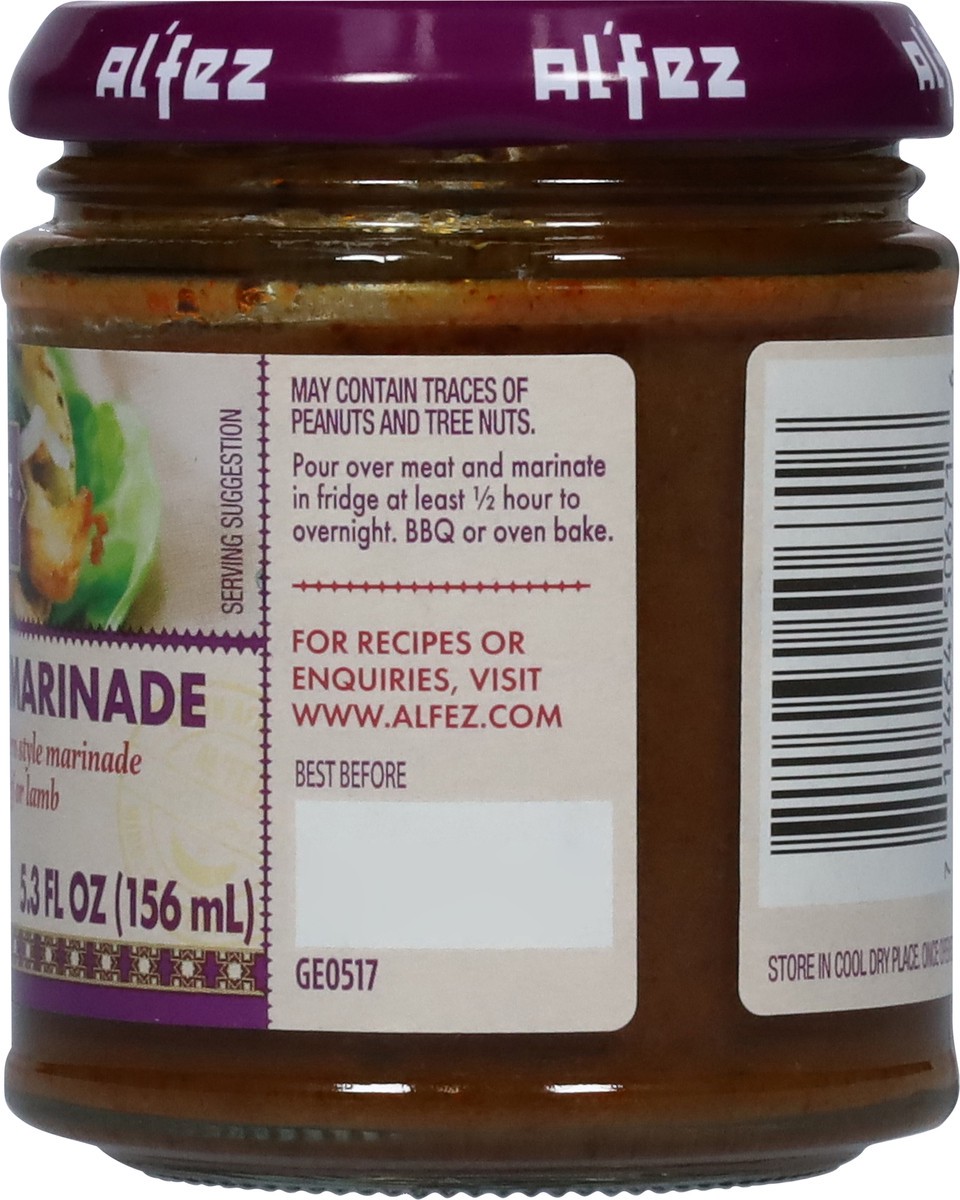 Al'fez
Al'fez
SERVING SUGGESTION
MARINADE
style marinade
or lamb
5.3 FL OZ (156 mL)
MAY CONTAIN TRACES OF
PEANUTS AND TREE NUTS.
Pour over meat and marinate
in fridge at least ½ hour to
overnight. BBQ or oven bake.
FOR RECIPES OR
ENQUIRIES, VISIT
WWW.ALFEZ.COM
BEST BEFORE
GE0517
STORE IN COOL DRY PLACE. ONCE